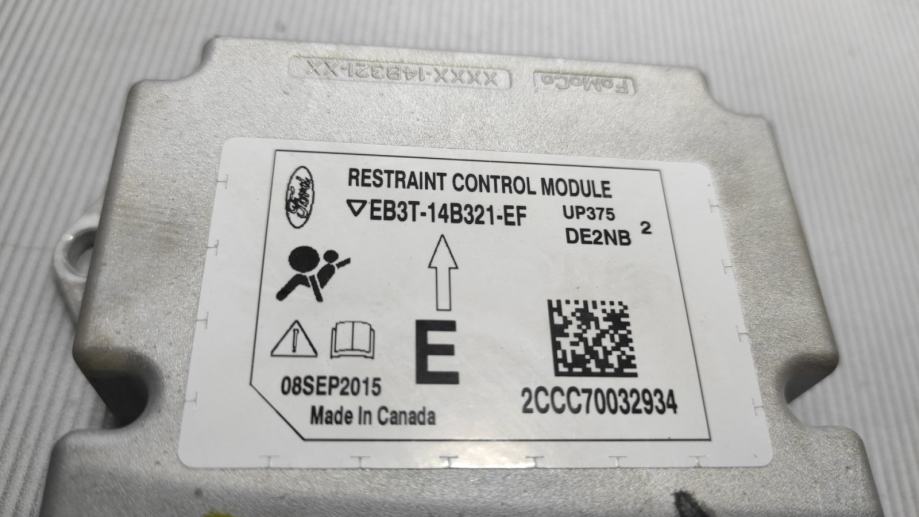 XXXX-14B321-XX FoMoCo
Ford
RESTRAINT CONTROL MODULE
EB3T-14B321-EF UP375
DE2NB 2
E
08SEP2015
Made In Canada
2CCC70032934